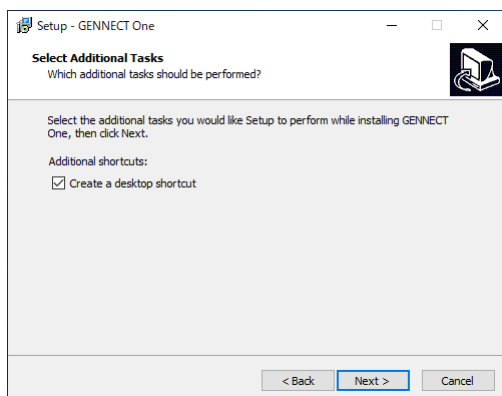 Setup - GENNECT One
Select Additional Tasks
Which additional tasks should be performed?
Select the additional tasks you would like Setup to perform while installing GENNECT
One, then click Next.
Additional shortcuts:
Create a desktop shortcut
< Back Next > Cancel